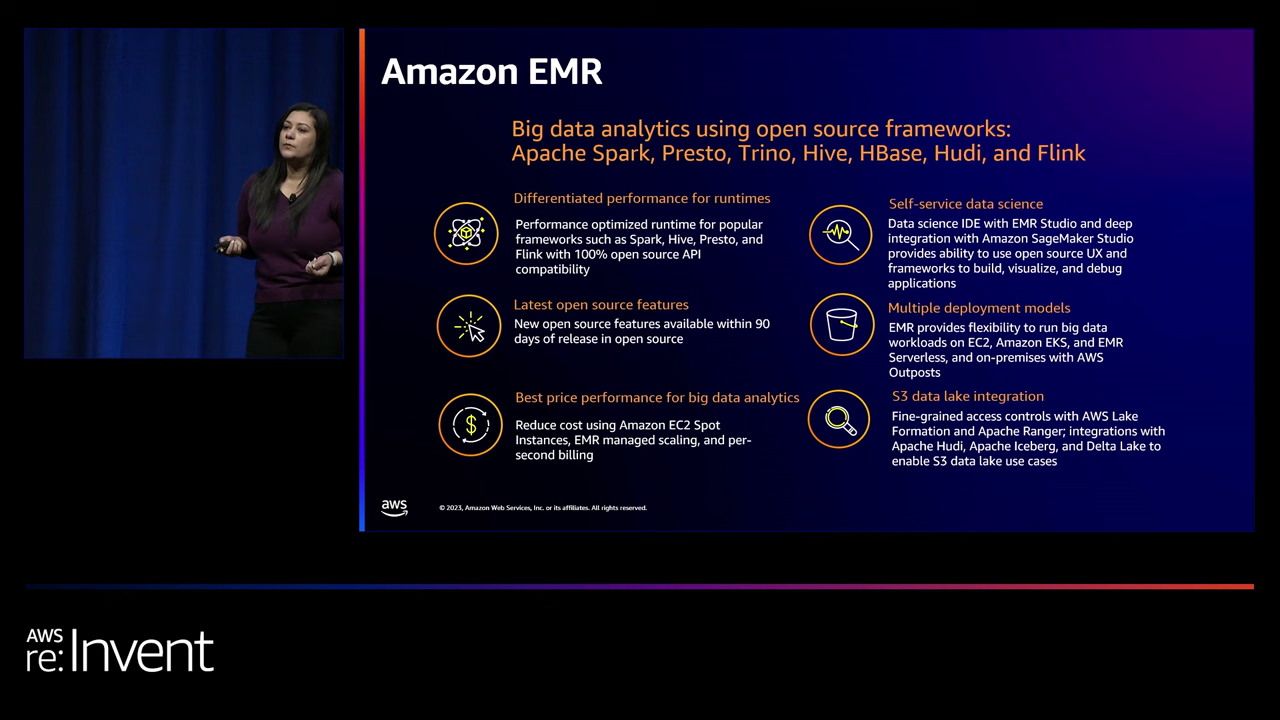 Amazon EMR
Big data analytics using open source frameworks:
Apache Spark, Presto, Trino, Hive, HBase, Hudi, and Flink
Differentiated performance for runtimes
Performance optimized runtime for popular
frameworks such as Spark, Hive, Presto, and
Flink with 100% open source API
compatibility
Latest open source features
New open source features available within 90
days of release in open source
Best price performance for big data analytics
Reduce cost using Amazon EC2 Spot
Instances, EMR managed scaling, and per-
second billing
Self-service data science
Data science IDE with EMR Studio and deep
integration with Amazon SageMaker Studio
provides ability to use open source UX and
frameworks to build, visualize, and debug
applications
Multiple deployment models
EMR provides flexibility to run big data
workloads on EC2, Amazon EKS, and EMR
Serverless, and on-premises with AWS
Outposts
S3 data lake integration
Fine-grained access controls with AWS Lake
Formation and Apache Ranger; integrations with
Apache Hudi, Apache Iceberg, and Delta Lake to
enable S3 data lake use cases
aws
© 2023, Amazon Web Services, Inc. or its affiliates. All rights reserved.
AWS
re:Invent